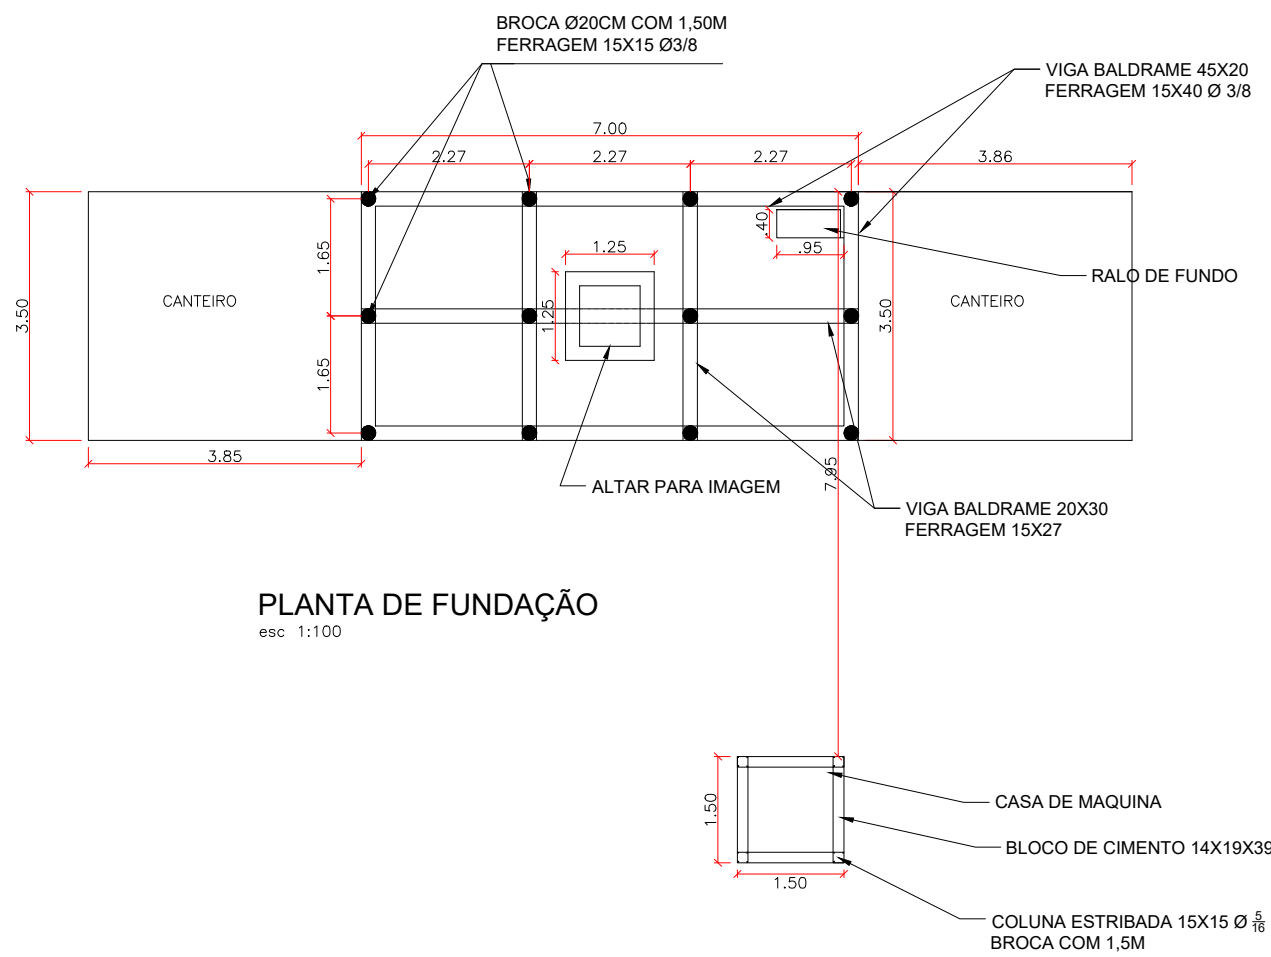 BROCA Ø20CM COM 1,50M
FERRAGEM 15X15 Ø3/8
VIGA BALDRAME 45X20
FERRAGEM 15X40 Ø 3/8
7.00
2.27
2.27
2.27
3.86
.40
.95
1.25
1.65
RALO DE FUNDO
CANTEIRO
CANTEIRO
3.50
1.25
3.50
1.65
3.85
7.95
ALTAR PARA IMAGEM
VIGA BALDRAME 20X30
FERRAGEM 15X27
PLANTA DE FUNDAÇÃO
esc 1:100
1.50
CASA DE MAQUINA
BLOCO DE CIMENTO 14X19X39
1.50
COLUNA ESTRIBADA 15X15 Ø 5/16
BROCA COM 1,5M